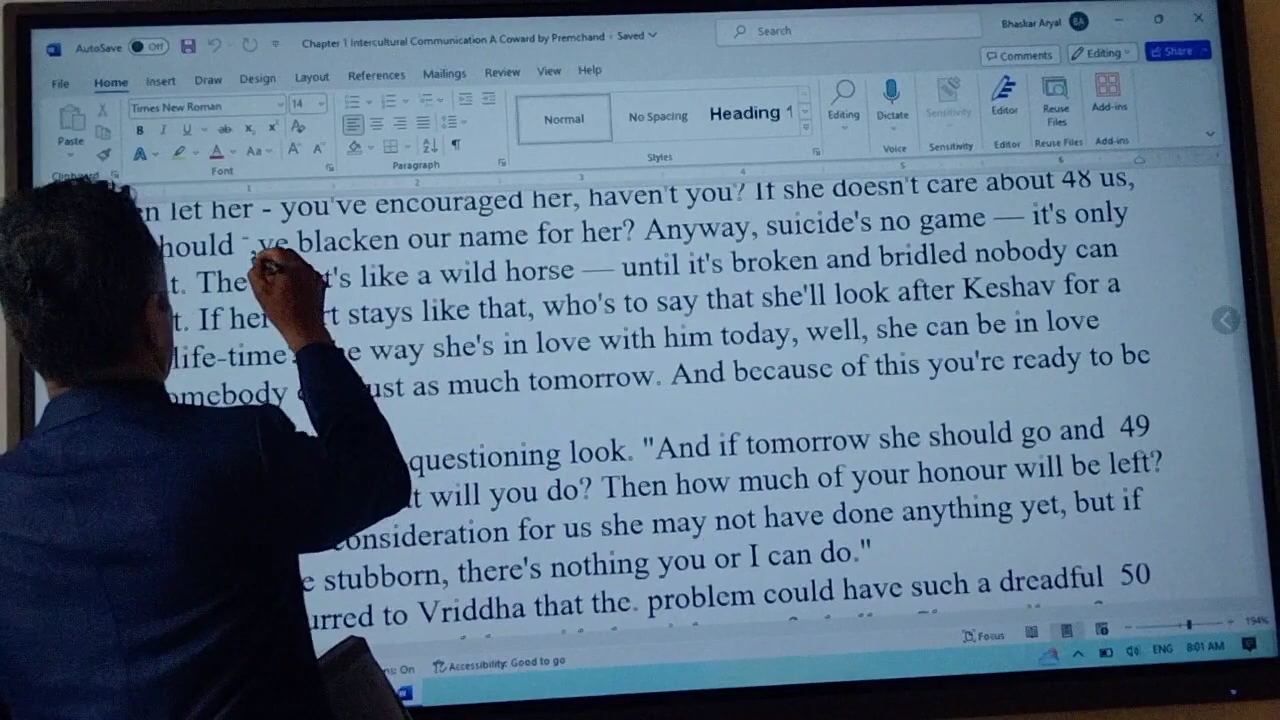 AutoSave Off Chapter 1 Intercultural Communication A Coward by Premchand - Saved Search Bhaskar Aryal
File Home Insert Draw Design Layout References Mailings Review View Help Comments Editing Share
Paste Times New Roman 14 Normal No Spacing Heading 1 Editing Dictate Sensitivity Editor Reuse Files Add-ins
Font Paragraph Styles Voice Sensitivity Editor Reuse Files Add-ins
let her - you've encouraged her, haven't you? If she doesn't care about 48 us,
blacken our name for her? Anyway, suicide's no game — it's only
t. The like a wild horse — until it's broken and bridled nobody can
t. If her stays like that, who's to say that she'll look after Keshav for a
life-time way she's in love with him today, well, she can be in love
just as much tomorrow. And because of this you're ready to be
questioning look. "And if tomorrow she should go and 49
will you do? Then how much of your honour will be left?
consideration for us she may not have done anything yet, but if
stubborn, there's nothing you or I can do."
urred to Vriddha that the. problem could have such a dreadful 50
On Accessibility: Good to go Focus 194%
ENG 8:01 AM